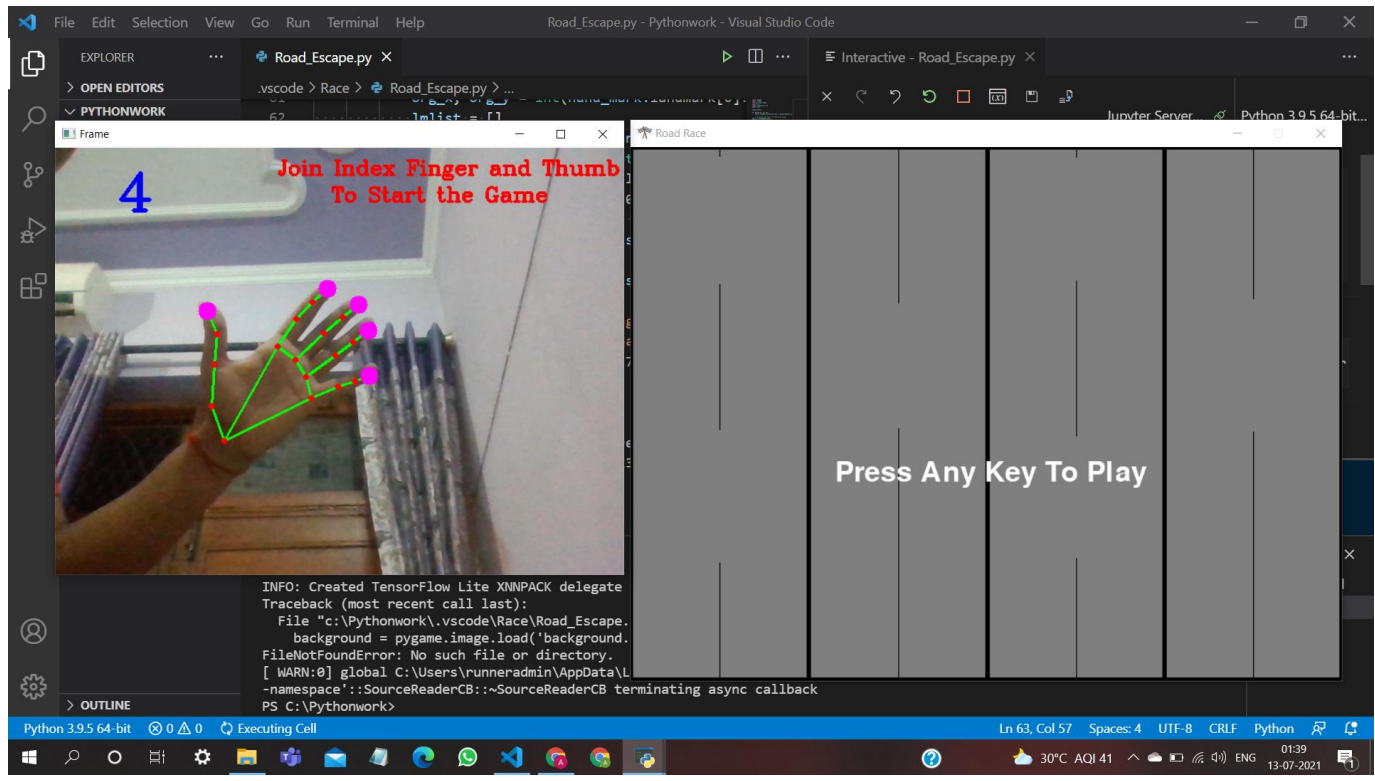 File Edit Selection View Go Run Terminal Help
Road_Escape.py - Pythonwork - Visual Studio Code
EXPLORER
Road_Escape.py
Interactive - Road_Escape.py
OPEN EDITORS
.vscode > Race > Road_Escape.py > ...
PYTHONWORK
62 lmlist = []
Jupyter Server... Python 3.9.5 64-bit...
Frame
Road Race
4
Join Index Finger and Thumb
To Start the Game
Press Any Key To Play
INFO: Created TensorFlow Lite XNNPACK delegate
Traceback (most recent call last):
File "c:\Pythonwork\.vscode\Race\Road_Escape.
background = pygame.image.load('background.
FileNotFoundError: No such file or directory.
[ WARN:0] global C:\Users\runneradmin\AppData\L
-namespace'::SourceReaderCB::~SourceReaderCB terminating async callback
PS C:\Pythonwork>
OUTLINE
Python 3.9.5 64-bit 0 0 Executing Cell
Ln 63, Col 57 Spaces: 4 UTF-8 CRLF Python
30°C AQI 41 ENG
01:39
13-07-2021
1